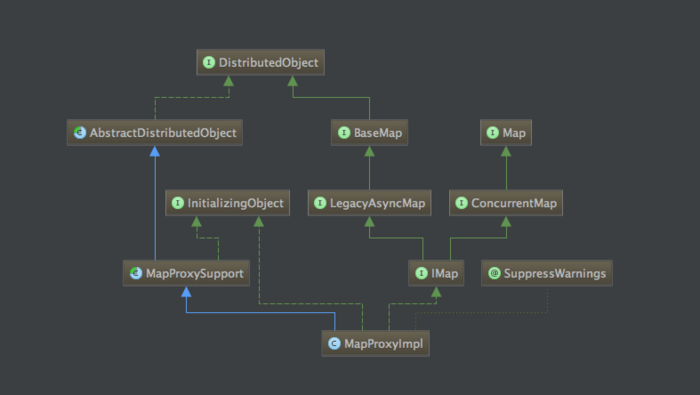 I DistributedObject
C AbstractDistributedObject
I BaseMap
I Map
I InitializingObject
I LegacyAsyncMap
I ConcurrentMap
C MapProxySupport
I IMap
@ SuppressWarnings
C MapProxyImpl